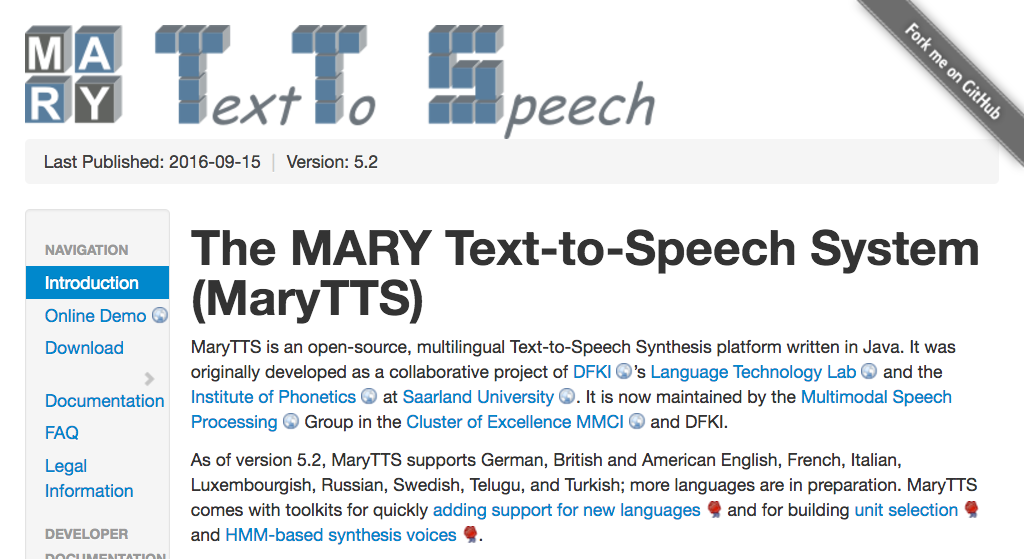 MARY Text To Speech
Fork me on GitHub
Last Published: 2016-09-15 | Version: 5.2
NAVIGATION
Introduction
Online Demo
Download
Documentation
FAQ
Legal
Information
DEVELOPER
DOCUMENTATION
The MARY Text-to-Speech System
(MaryTTS)
MaryTTS is an open-source, multilingual Text-to-Speech Synthesis platform written in Java. It was
originally developed as a collaborative project of DFKI's Language Technology Lab and the
Institute of Phonetics at Saarland University. It is now maintained by the Multimodal Speech
Processing Group in the Cluster of Excellence MMCI and DFKI.
As of version 5.2, MaryTTS supports German, British and American English, French, Italian,
Luxembourgish, Russian, Swedish, Telugu, and Turkish; more languages are in preparation. MaryTTS
comes with toolkits for quickly adding support for new languages and for building unit selection
and HMM-based synthesis voices.